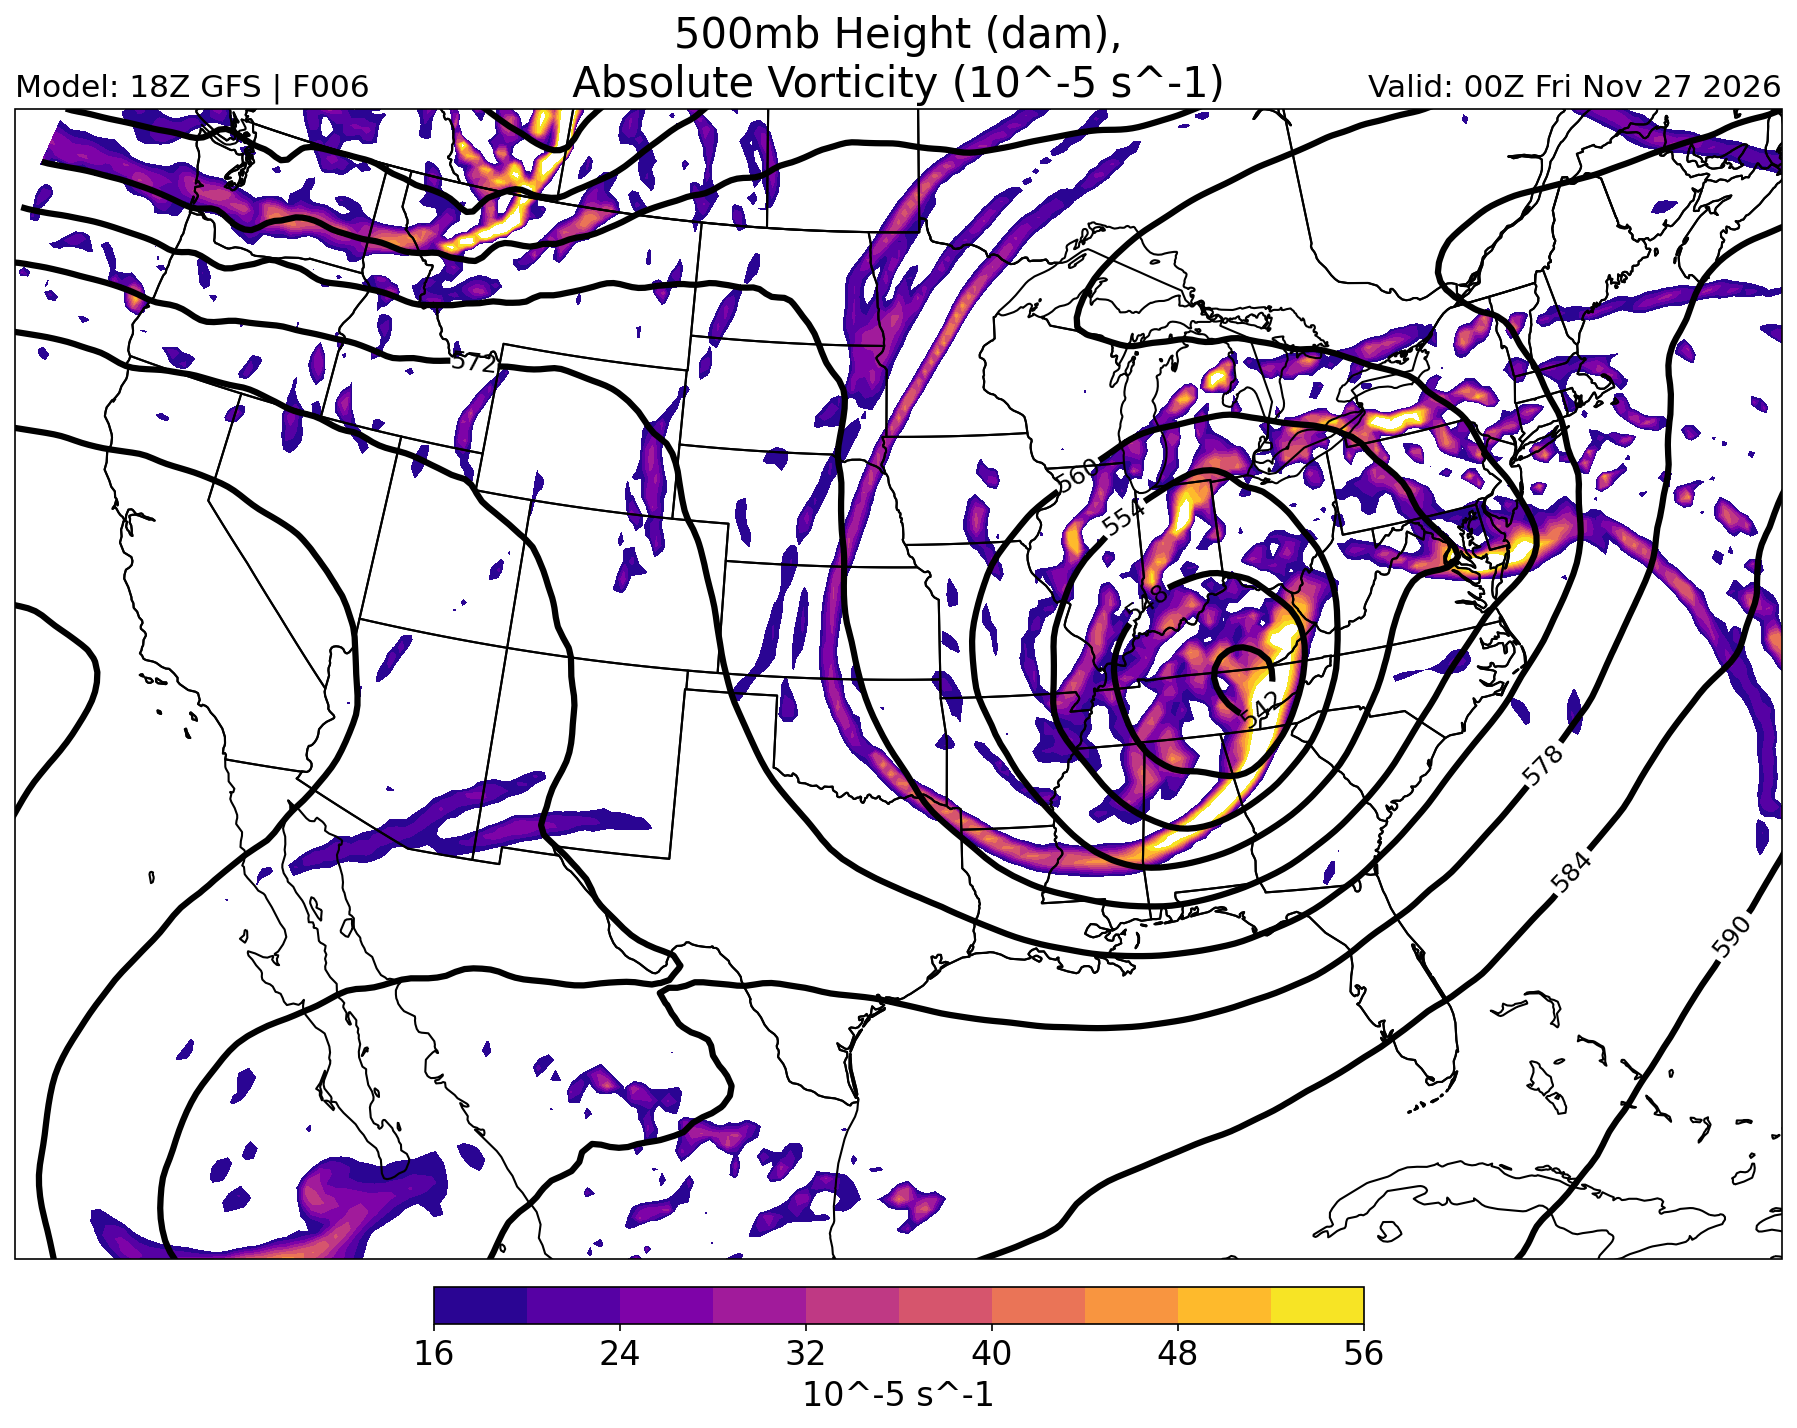 500mb Height (dam),
Model: 18Z GFS | F006
Absolute Vorticity (10^-5 s^-1)
Valid: 00Z Fri Nov 27 2026
572
560
554
548
542
578
584
590
16 24 32 40 48 56
10^-5 s^-1